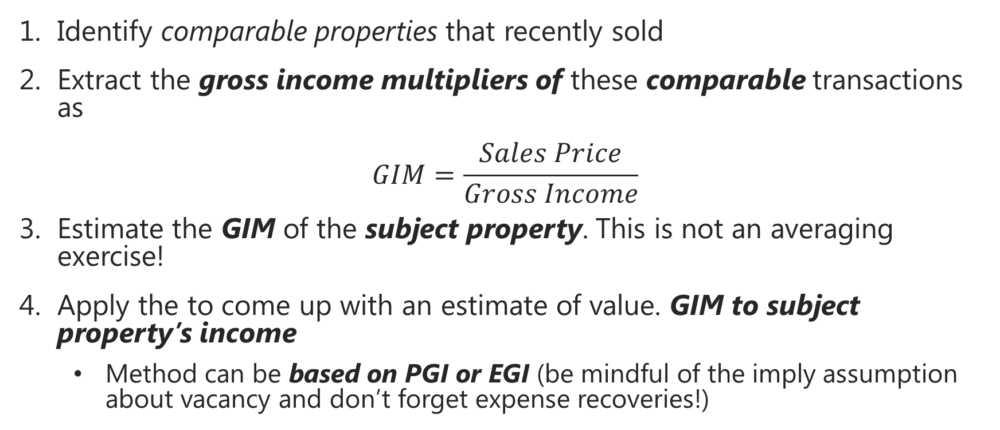 1. Identify comparable properties that recently sold
2. Extract the gross income multipliers of these comparable transactions
as
GIM = Sales Price / Gross Income
3. Estimate the GIM of the subject property. This is not an averaging
exercise!
4. Apply the to come up with an estimate of value. GIM to subject
property’s income
• Method can be based on PGI or EGI (be mindful of the imply assumption
about vacancy and don’t forget expense recoveries!)